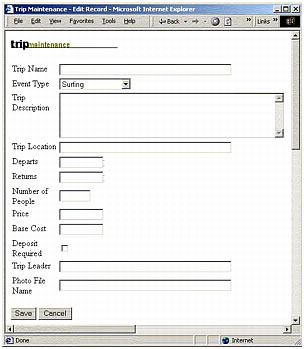 Trip Maintenance - Edit Record - Microsoft Internet Explorer
File Edit View Favorites Tools Help Back » Links »
tripmaintenance
Trip Name
Event Type Surfing
Trip
Description
Trip Location
Departs
Returns
Number of
People
Price
Base Cost
Deposit
Required
Trip Leader
Photo File
Name
Save Cancel
Done Internet